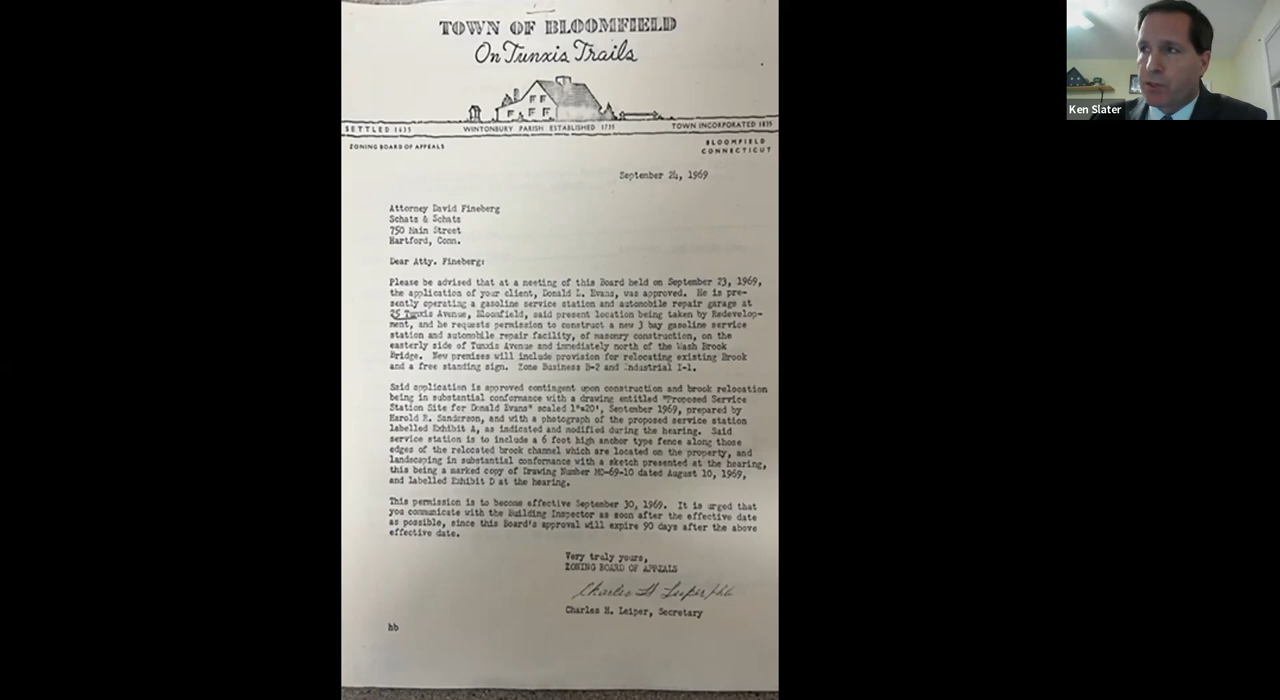 TOWN OF BLOOMFIELD
On Tunxis Trails
SETTLED 1635
WINTONBURY PARISH ESTABLISHED 1735
TOWN INCORPORATED 1835
ZONING BOARD OF APPEALS
BLOOMFIELD
CONNECTICUT
September 24, 1969
Attorney David Fineberg
Schatz & Schatz
750 Main Street
Hartford, Conn.
Dear Atty. Fineberg:
Please be advised that at a meeting of this Board held on September 23, 1969,
the application of your client, Donald L. Evans, was approved. He is pre-
sently operating a gasoline service station and automobile repair garage at
25 Tunxis Avenue, Bloomfield, said present location being taken by Redevelop-
ment, and he requests permission to construct a new 3 bay gasoline service
station and automobile repair facility, of masonry construction, on the
easterly side of Tunxis Avenue and immediately north of the Wash Brook
Bridge. New premises will include provision for relocating existing Brook
and a free standing sign. Zone Business B-2 and Industrial I-1.
Said application is approved contingent upon construction and brook relocation
being in substantial conformance with a drawing entitled "Proposed Service
Station Site for Donald Evans" scaled 1"=20', September 1969, prepared by
Harold R. Sanderson, and with a photograph of the proposed service station
labelled Exhibit A, as indicated and modified during the hearing. Said
service station is to include a 6 foot high anchor type fence along those
edges of the relocated brook channel which are located on the property, and
landscaping in substantial conformance with a sketch presented at the hearing,
this being a marked copy of Drawing Number MO-69-10 dated August 10, 1969,
and labelled Exhibit D at the hearing.
This permission is to become effective September 30, 1969. It is urged that
you communicate with the Building Inspector as soon after the effective date
as possible, since this Board's approval will expire 90 days after the above
effective date.
Very truly yours,
ZONING BOARD OF APPEALS
Charles H Leiper/hb
Charles H. Leiper, Secretary
hb
Ken Slater